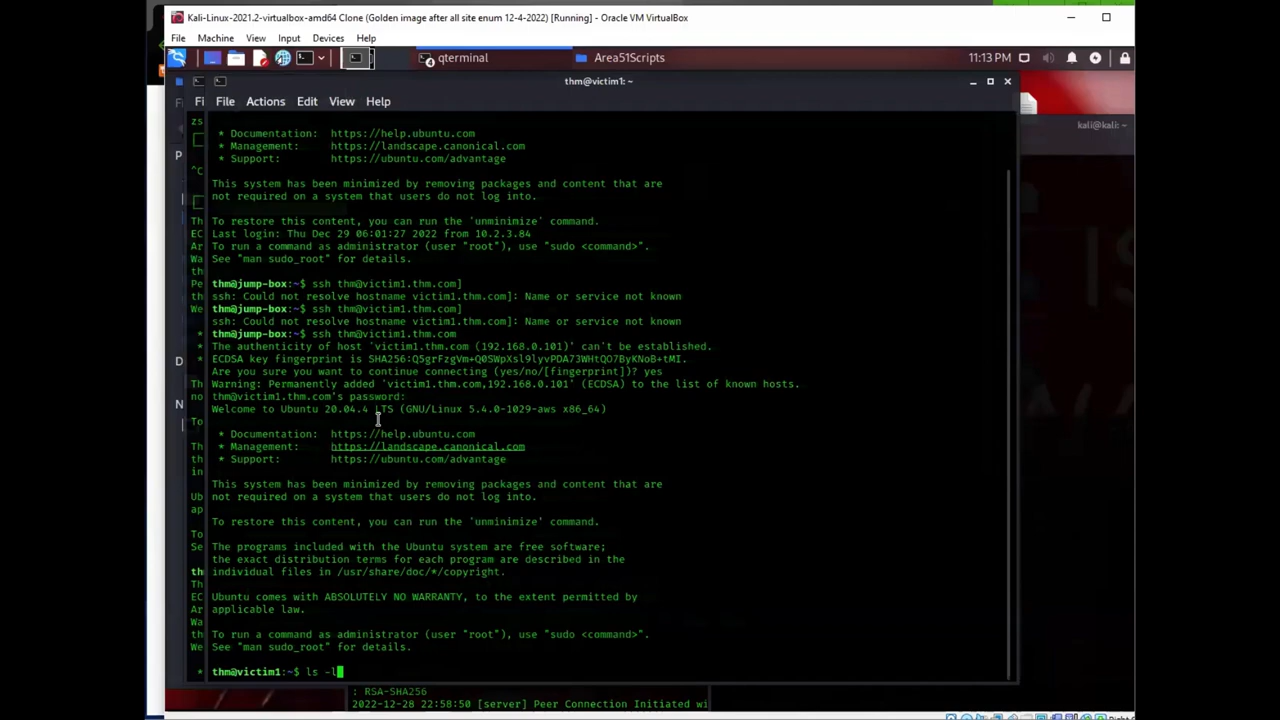 Kali-Linux-2021.2-virtualbox-amd64 Clone (Golden image after all site enum 12-4-2022) [Running] - Oracle VM VirtualBox
File Machine View Input Devices Help
qterminal Area51Scripts 11:13 PM
thm@victim1: ~
Fi File Actions Edit View Help
kali@kali: ~
zs
* Documentation: https://help.ubuntu.com
* Management: https://landscape.canonical.com
* Support: https://ubuntu.com/advantage
^C
This system has been minimized by removing packages and content that are
not required on a system that users do not log into.
To restore this content, you can run the 'unminimize' command.
Last login: Thu Dec 29 06:01:27 2022 from 10.2.3.84
To run a command as administrator (user "root"), use "sudo <command>".
See "man sudo_root" for details.
thm@jump-box:~$ ssh thm@victim1.thm.com]
ssh: Could not resolve hostname victim1.thm.com]: Name or service not known
thm@jump-box:~$ ssh thm@victim1.thm.com]
ssh: Could not resolve hostname victim1.thm.com]: Name or service not known
thm@jump-box:~$ ssh thm@victim1.thm.com
The authenticity of host 'victim1.thm.com (192.168.0.101)' can't be established.
ECDSA key fingerprint is SHA256:Q5grFzgVm+Q0SWpXsl9lyvPDA73WHtQO7ByKNoB+tMI.
Are you sure you want to continue connecting (yes/no/[fingerprint])? yes
Warning: Permanently added 'victim1.thm.com,192.168.0.101' (ECDSA) to the list of known hosts.
thm@victim1.thm.com's password:
Welcome to Ubuntu 20.04.4 LTS (GNU/Linux 5.4.0-1029-aws x86_64)
* Documentation: https://help.ubuntu.com
* Management: https://landscape.canonical.com
* Support: https://ubuntu.com/advantage
This system has been minimized by removing packages and content that are
not required on a system that users do not log into.
To restore this content, you can run the 'unminimize' command.
The programs included with the Ubuntu system are free software;
the exact distribution terms for each program are described in the
individual files in /usr/share/doc/*/copyright.
Ubuntu comes with ABSOLUTELY NO WARRANTY, to the extent permitted by
applicable law.
To run a command as administrator (user "root"), use "sudo <command>".
See "man sudo_root" for details.
thm@victim1:~$ ls -l
: RSA-SHA256
2022-12-28 22:58:50 [server] Peer Connection Initiated wi